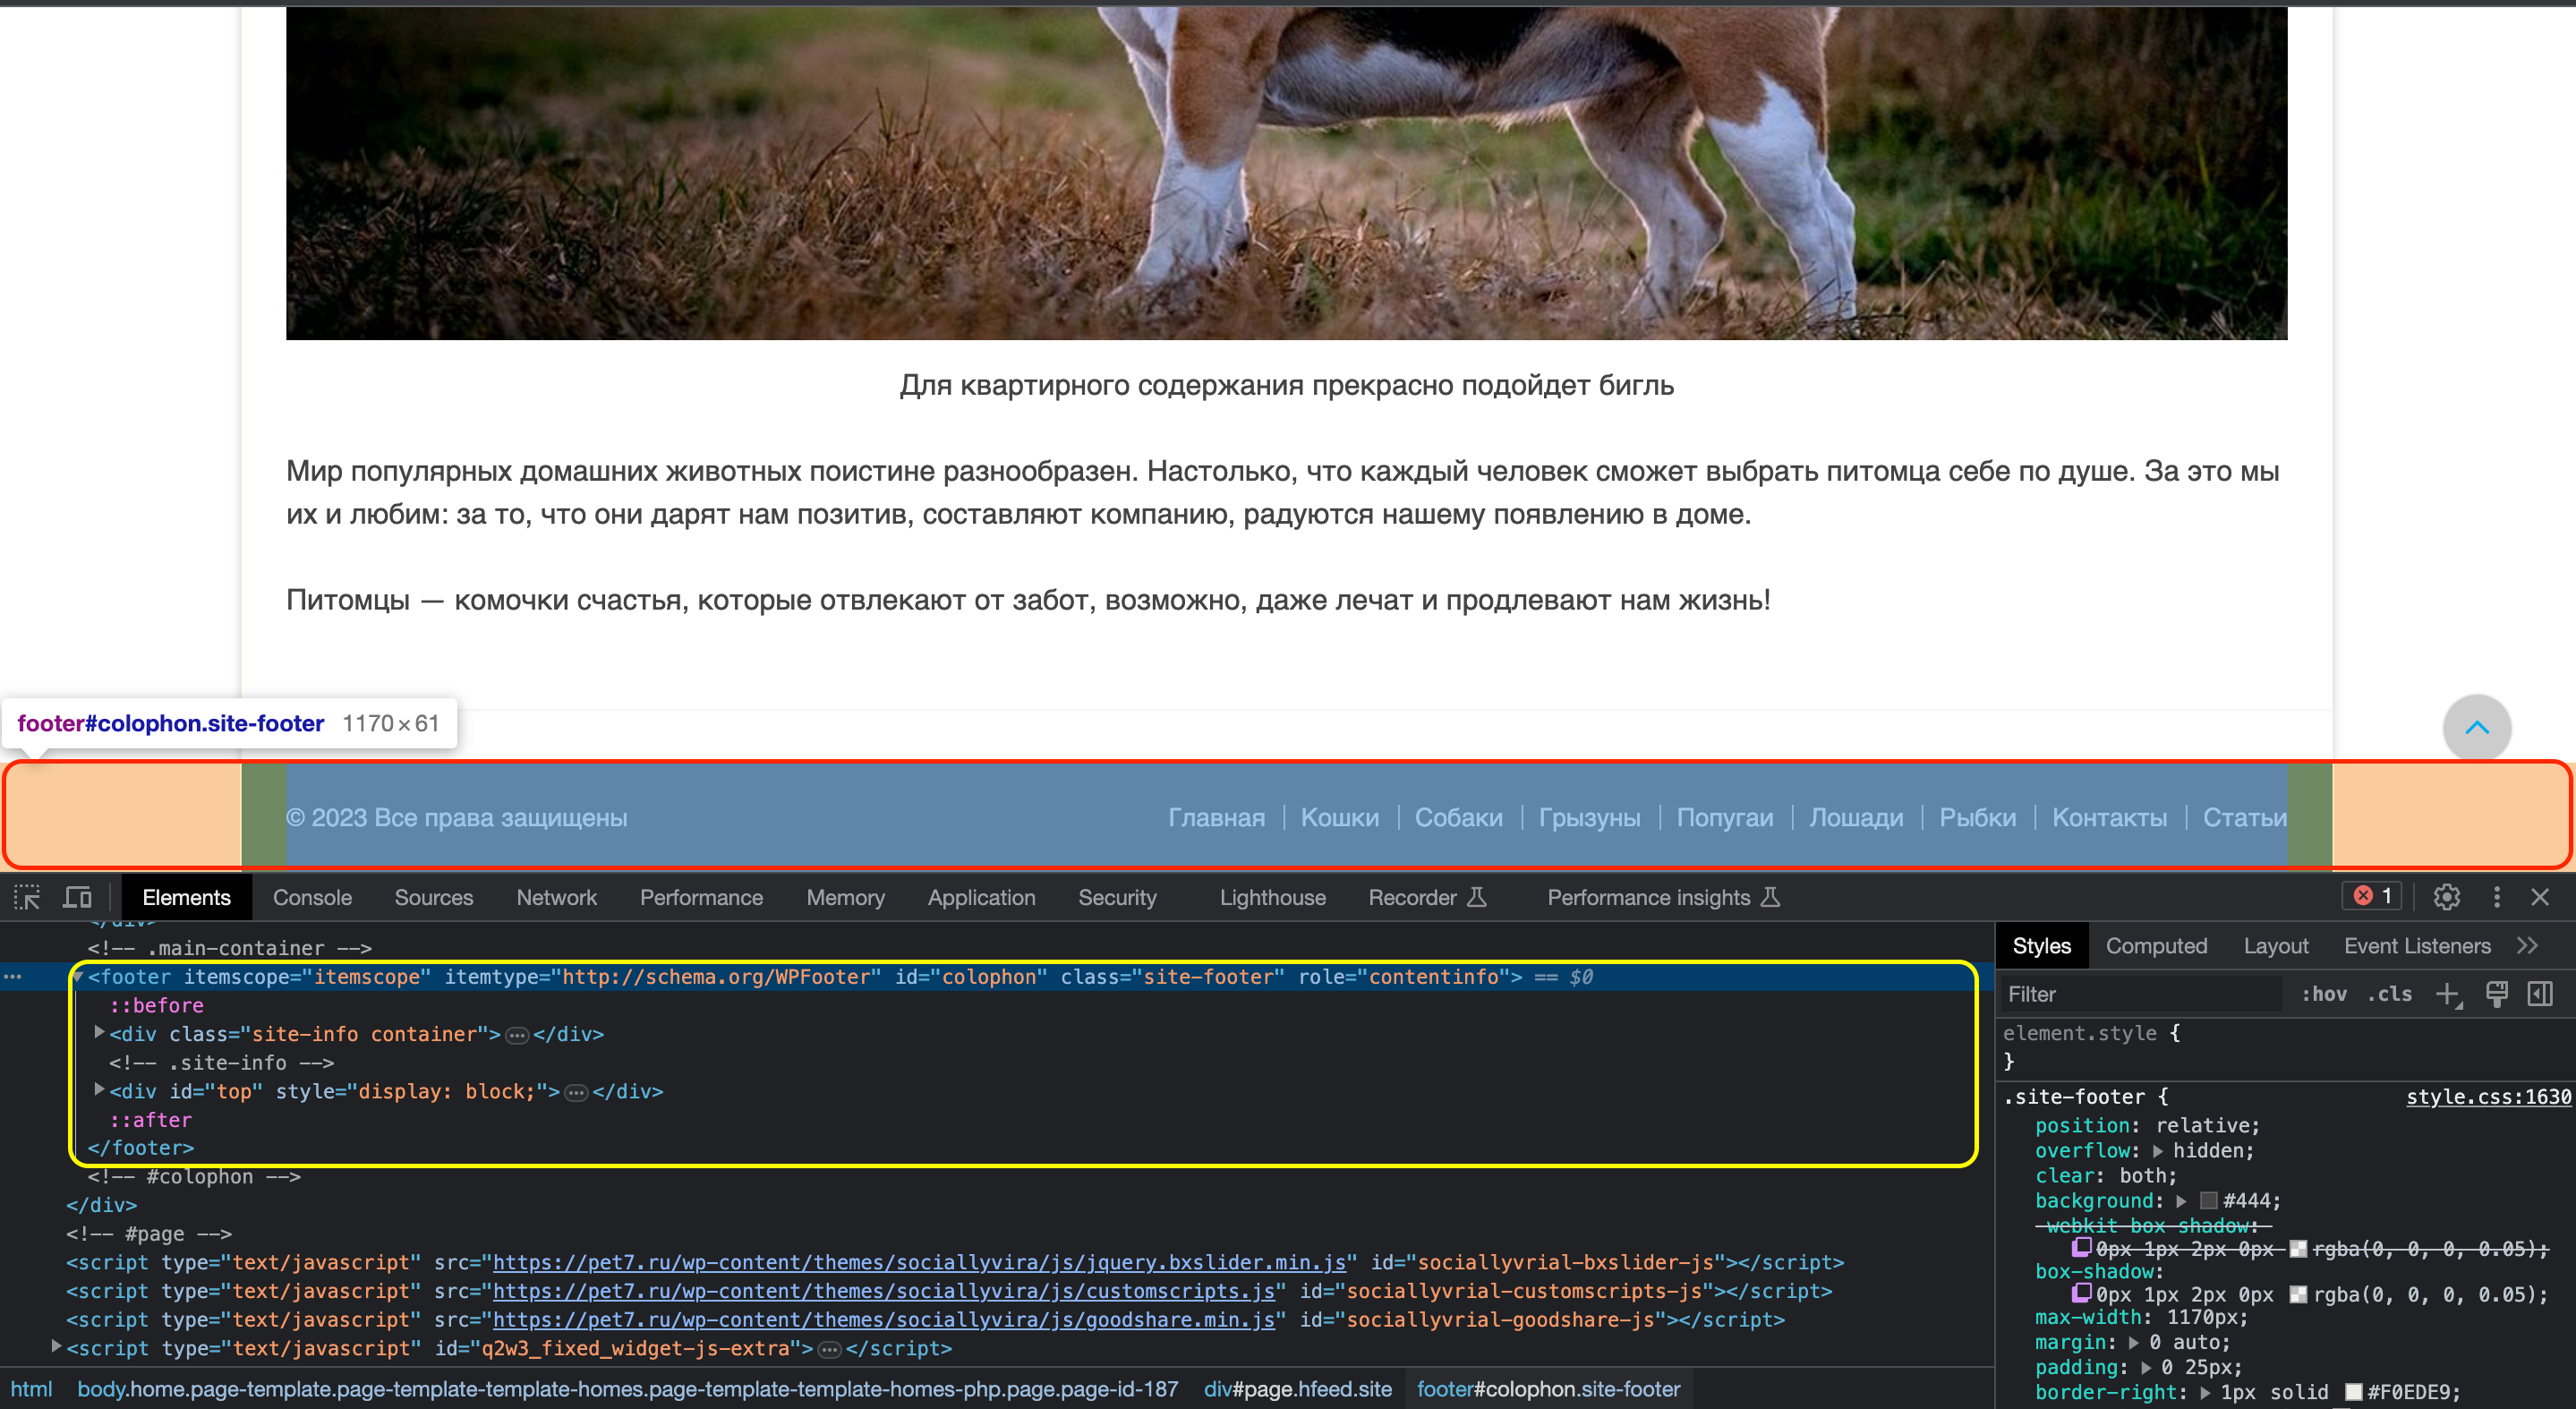 Для квартирного содержания прекрасно подойдет бигль
Мир популярных домашних животных поистине разнообразен. Настолько, что каждый человек сможет выбрать питомца себе по душе. За это мы
их и любим: за то, что они дарят нам позитив, составляют компанию, радуются нашему появлению в доме.
Питомцы — комочки счастья, которые отвлекают от забот, возможно, даже лечат и продлевают нам жизнь!
footer#colophon.site-footer 1170×61
© 2023 Все права защищены Главная Кошки Собаки Грызуны Попугаи Лошади Рыбки Контакты Статьи
Elements Console Sources Network Performance Memory Application Security Lighthouse Recorder Performance insights 1
</div>
<!-- .main-container -->
<footer itemscope="itemscope" itemtype="http://schema.org/WPFooter" id="colophon" class="site-footer" role="contentinfo"> == $0
::before
<div class="site-info container">…</div>
<!-- .site-info -->
<div id="top" style="display: block;">…</div>
::after
</footer>
<!-- #colophon -->
</div>
<!-- #page -->
<script type="text/javascript" src="https://pet7.ru/wp-content/themes/sociallyvira/js/jquery.bxslider.min.js" id="sociallyvrial-bxslider-js"></script>
<script type="text/javascript" src="https://pet7.ru/wp-content/themes/sociallyvira/js/customscripts.js" id="sociallyvrial-customscripts-js"></script>
<script type="text/javascript" src="https://pet7.ru/wp-content/themes/sociallyvira/js/goodshare.min.js" id="sociallyvrial-goodshare-js"></script>
<script type="text/javascript" id="q2w3_fixed_widget-js-extra">…</script>
html body.home.page-template.page-template-template-homes.page-template-template-homes-php.page.page-id-187 div#page.hfeed.site footer#colophon.site-footer
Styles Computed Layout Event Listeners
Filter :hov .cls
element.style {
}
.site-footer { style.css:1630
position: relative;
overflow: hidden;
clear: both;
background: #444;
-webkit-box-shadow:
0px 1px 2px 0px rgba(0, 0, 0, 0.05);
box-shadow:
0px 1px 2px 0px rgba(0, 0, 0, 0.05);
max-width: 1170px;
margin: 0 auto;
padding: 0 25px;
border-right: 1px solid #F0EDE9;